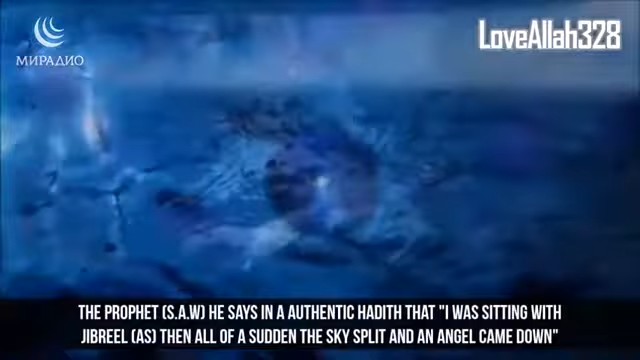 МИРАДИО
LoveAllah328
THE PROPHET (S.A.W) HE SAYS IN A AUTHENTIC HADITH THAT "I WAS SITTING WITH
JIBREEL (AS) THEN ALL OF A SUDDEN THE SKY SPLIT AND AN ANGEL CAME DOWN"